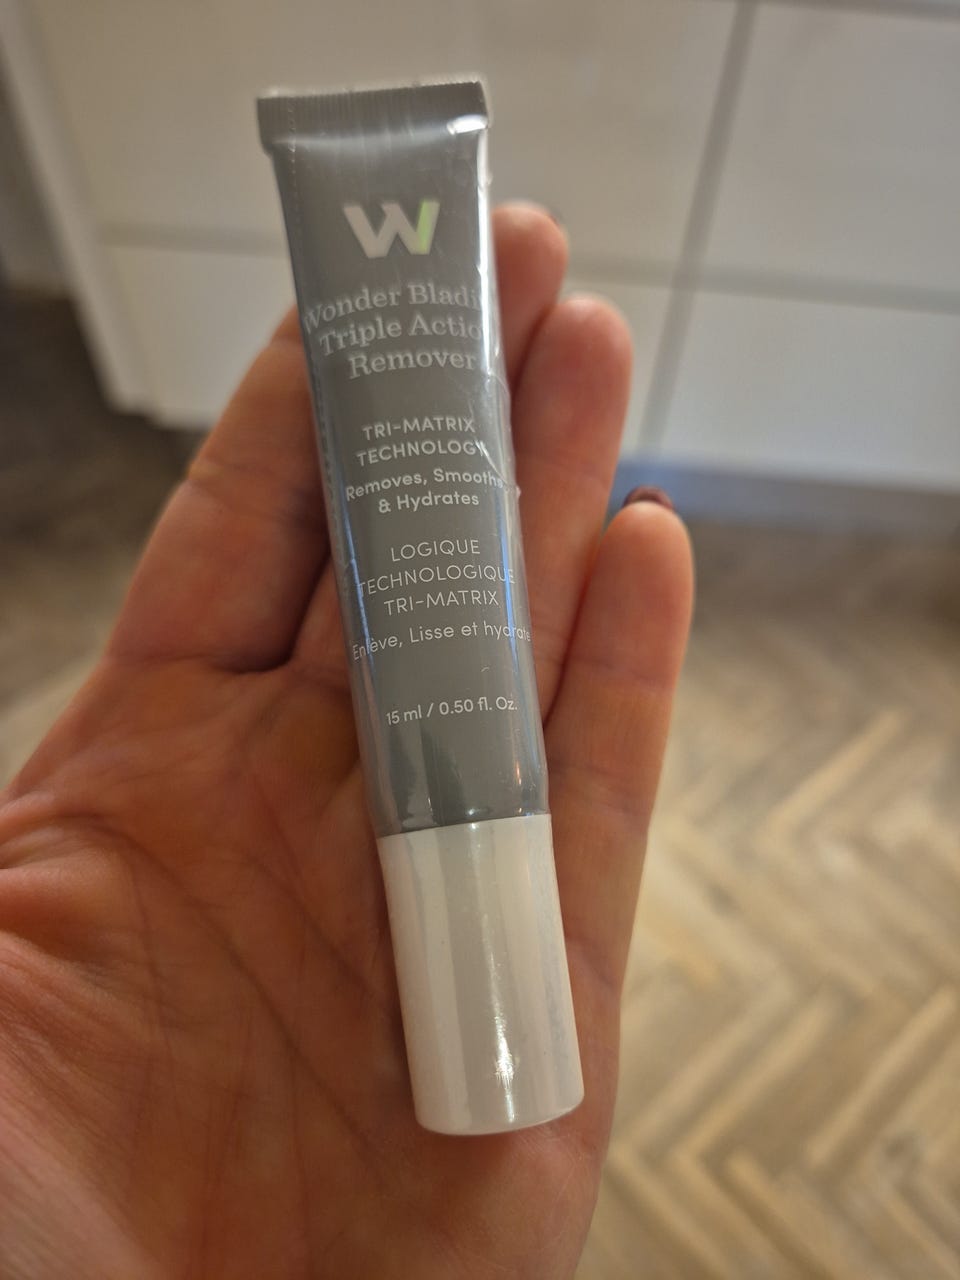 W
Wonder Bladi
Triple Actio
Remover
TRI-MATRIX
TECHNOLOGY
Removes, Smooths,
& Hydrates
LOGIQUE
TECHNOLOGIQUE
TRI-MATRIX
Enlève, Lisse et hydrate
15 ml / 0.50 fl. Oz.